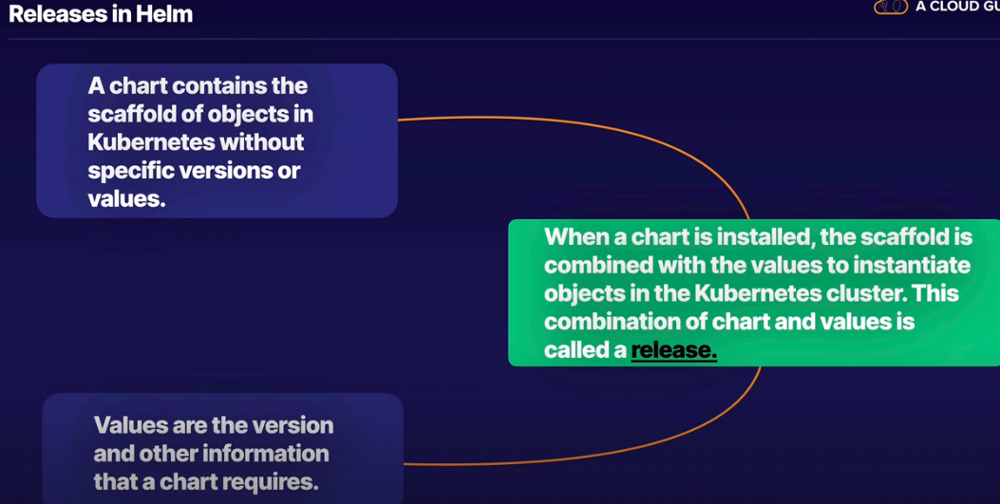 Releases in Helm
A CLOUD
A chart contains the
scaffold of objects in
Kubernetes without
specific versions or
values.
When a chart is installed, the scaffold is
combined with the values to instantiate
objects in the Kubernetes cluster. This
combination of chart and values is
called a release.
Values are the version
and other information
that a chart requires.